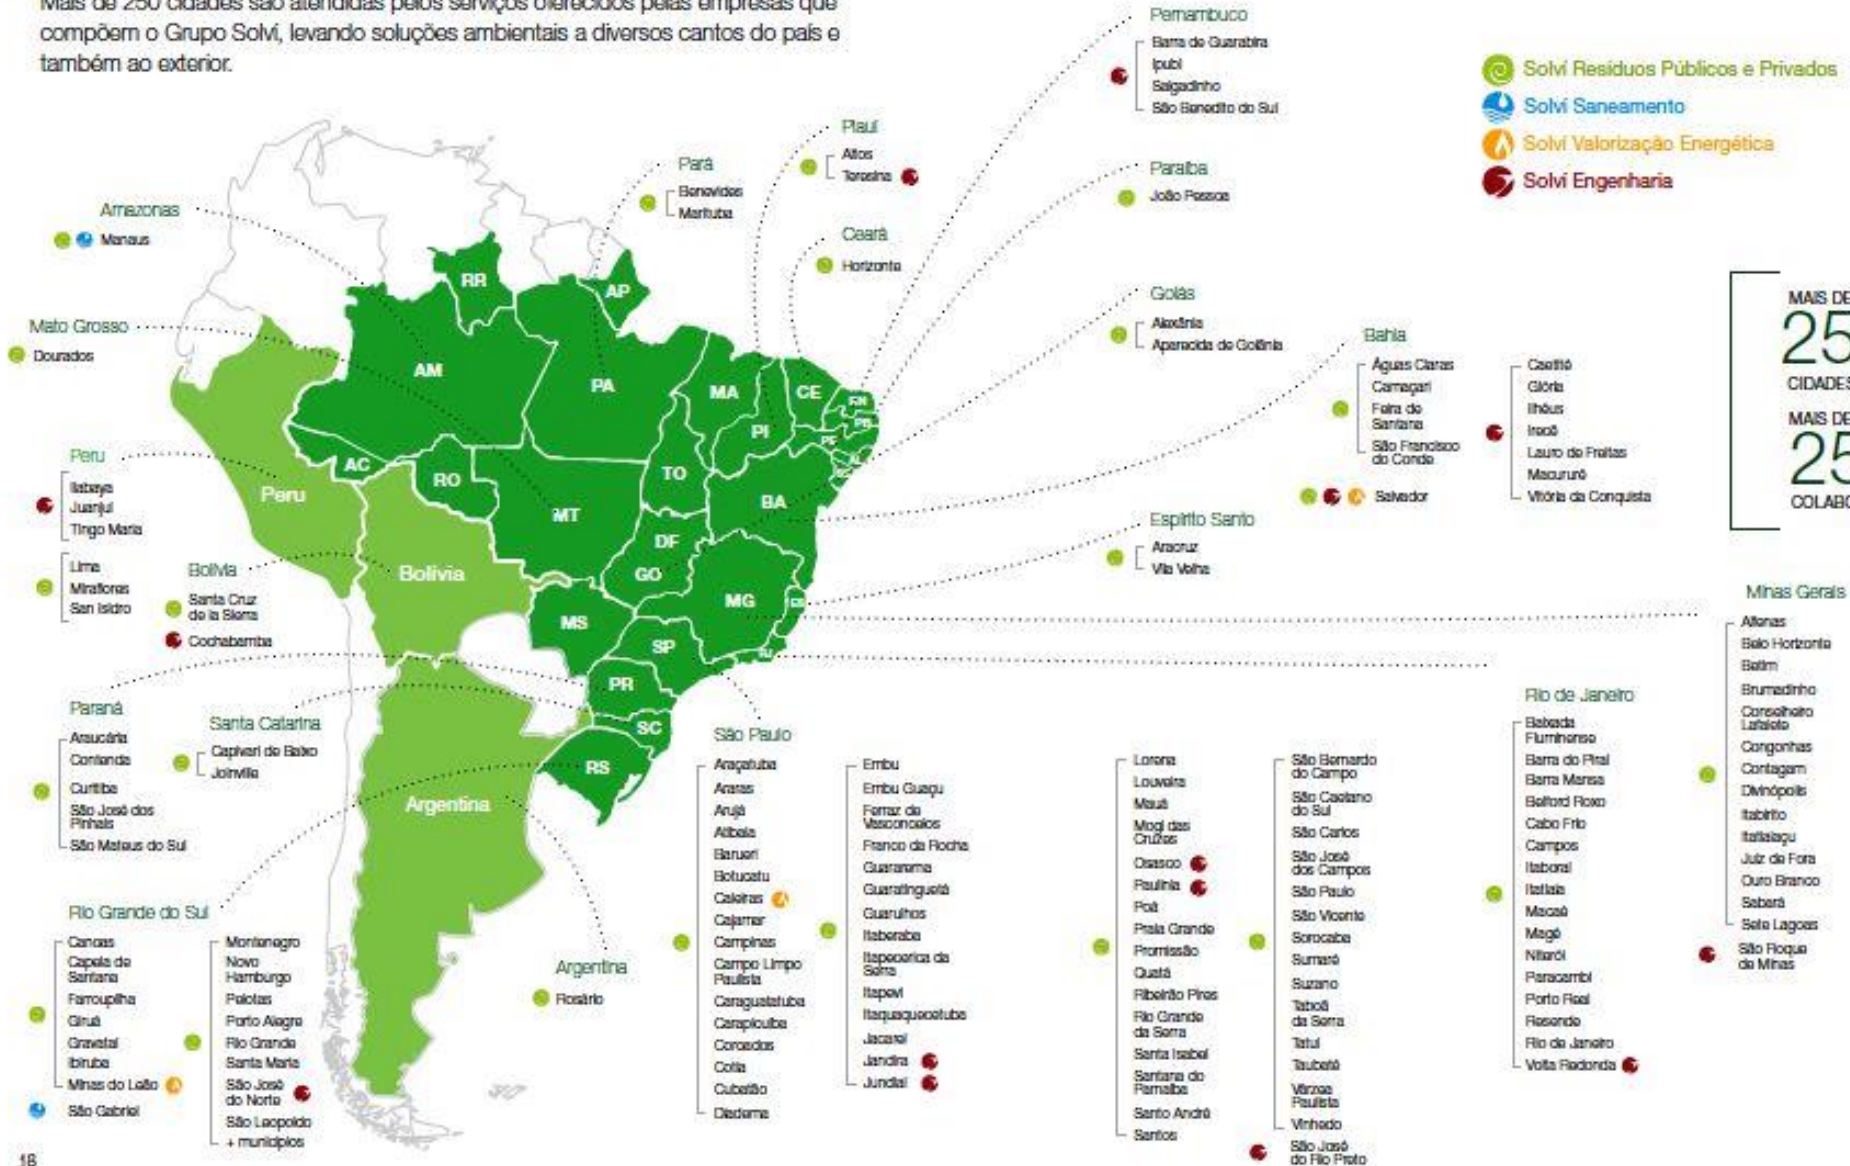 Mais de 250 cidades são atendidas pelos serviços oferecidos pelas empresas que
compõem o Grupo Solví, levando soluções ambientais a diversos cantos do país e
também ao exterior.
Solví Resíduos Públicos e Privados
Solví Saneamento
Solví Valorização Energética
Solví Engenharia
Pernambuco
Barra de Guarabira
Ipubi
Salgadinho
São Benedito do Sul
Piauí
Altos
Teresina
Pará
Benevides
Marituba
Paraíba
João Pessoa
Amazonas
Manaus
Ceará
Horizonte
Goiás
Alexânia
Aparecida de Goiânia
Mato Grosso
Dourados
Bahia
Águas Claras
Camaçari
Feira de
Santana
São Francisco
do Conde
Salvador
Caetité
Glória
Ilhéus
Irecê
Lauro de Freitas
Macururé
Vitória da Conquista
MAIS DE
25
CIDADES
MAIS DE
25
COLABO
RR
AP
AM
PA
MA
CE
RN
PB
PE
AL
PI
AC
RO
TO
BA
MT
DF
GO
MG
ES
MS
SP
RJ
PR
SC
RS
Peru
Bolívia
Argentina
Peru
Ilabaya
Juanjuí
Tingo Maria
Lima
Miraflores
San Isidro
Bolívia
Santa Cruz
de la Sierra
Cochabamba
Espírito Santo
Aracruz
Vila Velha
Minas Gerais
Alfenas
Belo Horizonte
Betim
Brumadinho
Conselheiro
Lafaiete
Congonhas
Contagem
Divinópolis
Itabirito
Itatiaiaçu
Juiz de Fora
Ouro Branco
Sabará
Sete Lagoas
São Roque
de Minas
Paraná
Araucária
Contenda
Curitiba
São José dos
Pinhais
São Mateus do Sul
Santa Catarina
Capivari de Baixo
Joinville
Rio Grande do Sul
Canoas
Capela de
Santana
Farroupilha
Giruá
Gravataí
Ibiruba
Minas do Leão
São Gabriel
Montenegro
Novo
Hamburgo
Pelotas
Porto Alegre
Rio Grande
Santa Maria
São José
do Norte
São Leopoldo
+ municípios
Argentina
Rosário
São Paulo
Araçatuba
Araras
Arujá
Atibaia
Barueri
Botucatu
Caieiras
Cajamar
Campinas
Campo Limpo
Paulista
Caraguatatuba
Carapicuíba
Coroados
Cotia
Cubatão
Diadema
Embu
Embu Guaçu
Ferraz de
Vasconcelos
Franco da Rocha
Guararema
Guaratinguetá
Guarulhos
Itaberaba
Itapecerica da
Serra
Itapevi
Itaquaquecetuba
Jacareí
Jandira
Jundiaí
Lorena
Louveira
Mauá
Mogi das
Cruzes
Osasco
Paulínia
Poá
Praia Grande
Promissão
Quatá
Ribeirão Pires
Rio Grande
da Serra
Santa Isabel
Santana do
Parnaíba
Santo André
Santos
São Bernardo
do Campo
São Caetano
do Sul
São Carlos
São José
dos Campos
São Paulo
São Vicente
Sorocaba
Sumaré
Suzano
Taboã
da Serra
Tatuí
Taubaté
Várzea
Paulista
Vinhedo
São José
do Rio Preto
Rio de Janeiro
Baixada
Fluminense
Barra do Piraí
Barra Mansa
Belford Roxo
Cabo Frio
Campos
Itaboraí
Itatiaia
Macaé
Magé
Niterói
Paracambi
Porto Real
Resende
Rio de Janeiro
Volta Redonda
18